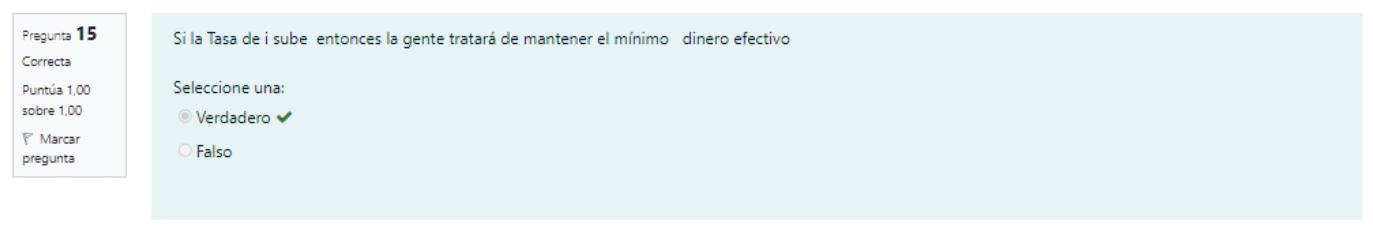 Pregunta 15
Correcta
Puntúa 1,00
sobre 1,00
Marcar
pregunta
Si la Tasa de i sube entonces la gente tratará de mantener el mínimo dinero efectivo
Seleccione una:
Verdadero
Falso